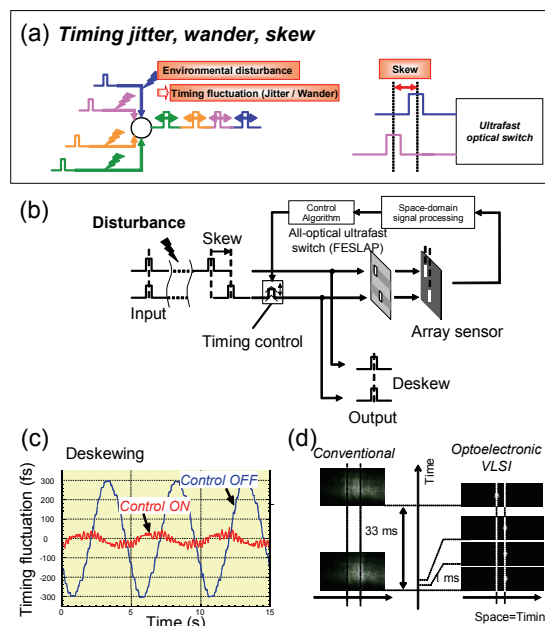 (a) Timing jitter, wander, skew
Environmental disturbance
Timing fluctuation (Jitter / Wander)
Skew
Ultrafast
optical switch
(b)
Disturbance
Skew
Input
Timing control
Control
Algorithm
Space-domain
signal processing
All-optical ultrafast
switch (FESLAP)
Array sensor
Deskew
Output
(c) Deskewing
Control OFF
Control ON
Timing fluctuation (fs)
300
200
100
0
-100
-200
-300
0 5 10 15
Time (s)
(d)
Conventional
Time
Optoelectronic
VLSI
33 ms
1 ms
Space=Timin